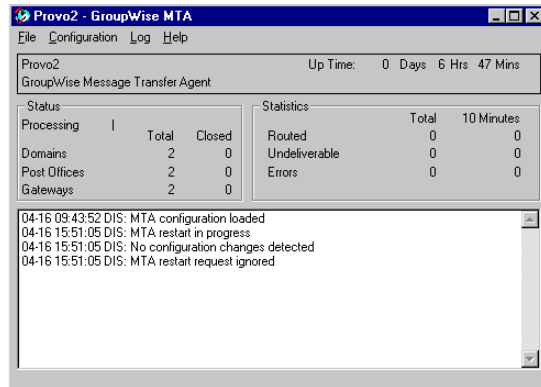 Provo2 - GroupWise MTA
File Configuration Log Help
Provo2 Up Time: 0 Days 6 Hrs 47 Mins
GroupWise Message Transfer Agent
Status Statistics
Processing Total 10 Minutes
Total Closed Routed 0 0
Domains 2 0 Undeliverable 0 0
Post Offices 2 0 Errors 0 0
Gateways 2 0
04-16 09:43:52 DIS: MTA configuration loaded
04-16 15:51:05 DIS: MTA restart in progress
04-16 15:51:05 DIS: No configuration changes detected
04-16 15:51:05 DIS: MTA restart request ignored